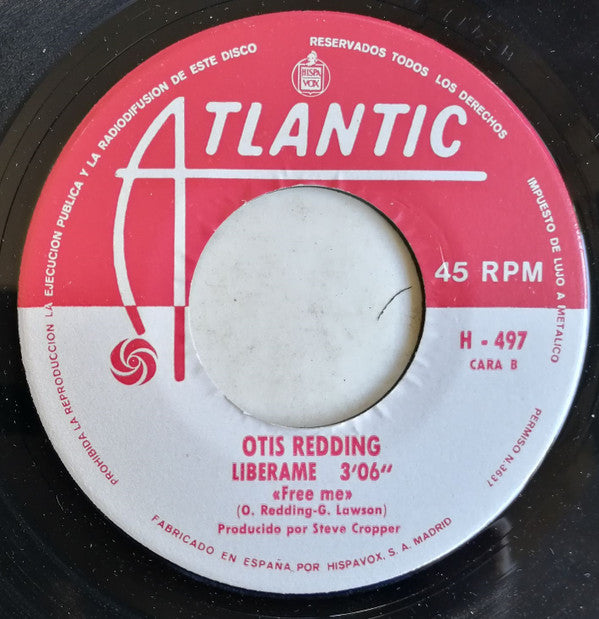 PROHIBIDA LA REPRODUCCION LA EJECUCION PUBLICA Y LA RADIODIFUSION DE ESTE DISCO
RESERVADOS TODOS LOS DERECHOS
IMPUESTO DE LUJO A METALICO
PERMISO N.3637
HISPA
VOX
ATLANTIC
45 RPM
H - 497
CARA B
OTIS REDDING
LIBERAME 3'06"
«Free me»
(O. Redding-G. Lawson)
Producido por Steve Cropper
FABRICADO EN ESPAÑA, POR HISPAVOX, S. A. MADRID